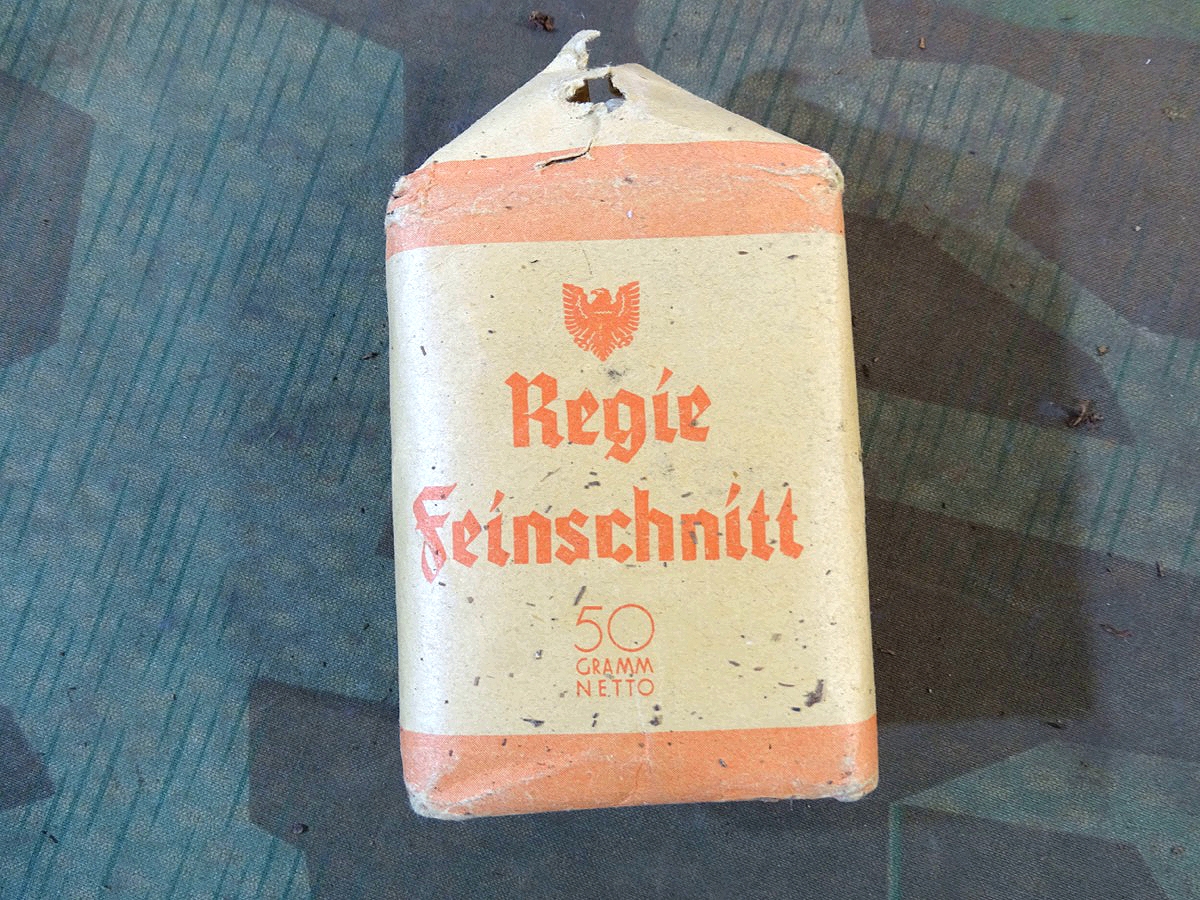 Regie
Feinschnitt
50
GRAMM
NETTO